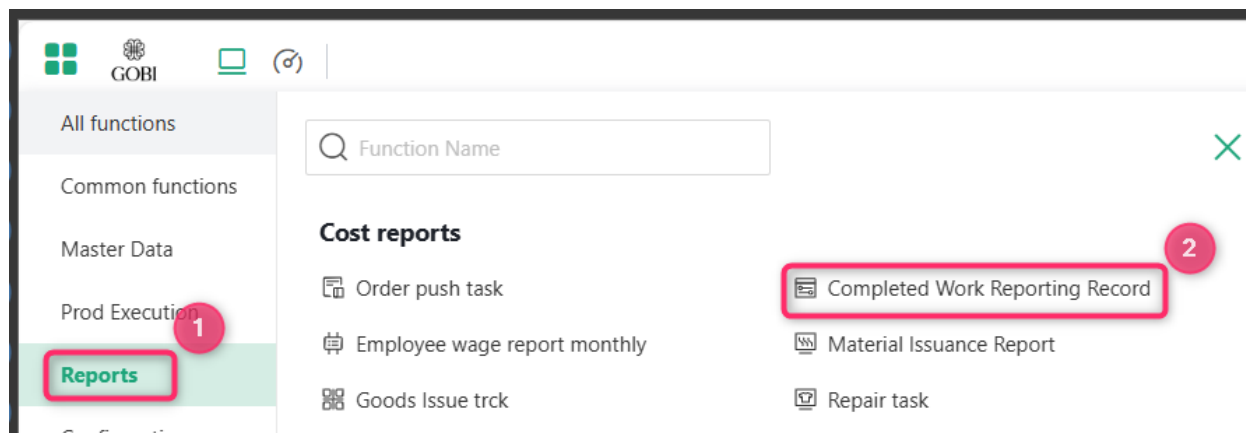 GOBI
All functions
Common functions
Master Data
Prod Execution
1
Reports
Function Name
Cost reports
2
Order push task
Completed Work Reporting Record
Employee wage report monthly
Material Issuance Report
Goods Issue trck
Repair task